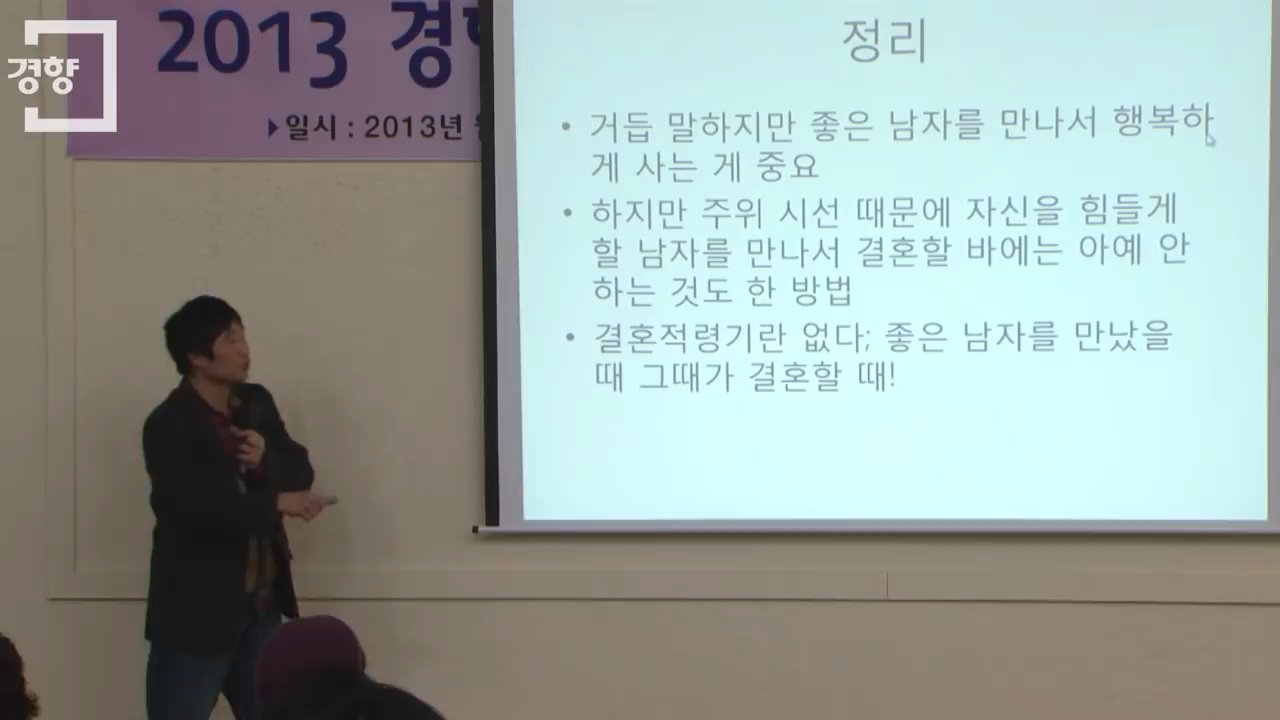 경향
2013 경
일시 : 2013년
정리
• 거듭 말하지만 좋은 남자를 만나서 행복하
게 사는 게 중요
• 하지만 주위 시선 때문에 자신을 힘들게
할 남자를 만나서 결혼할 바에는 아예 안
하는 것도 한 방법
• 결혼적령기란 없다; 좋은 남자를 만났을
때 그때가 결혼할 때!